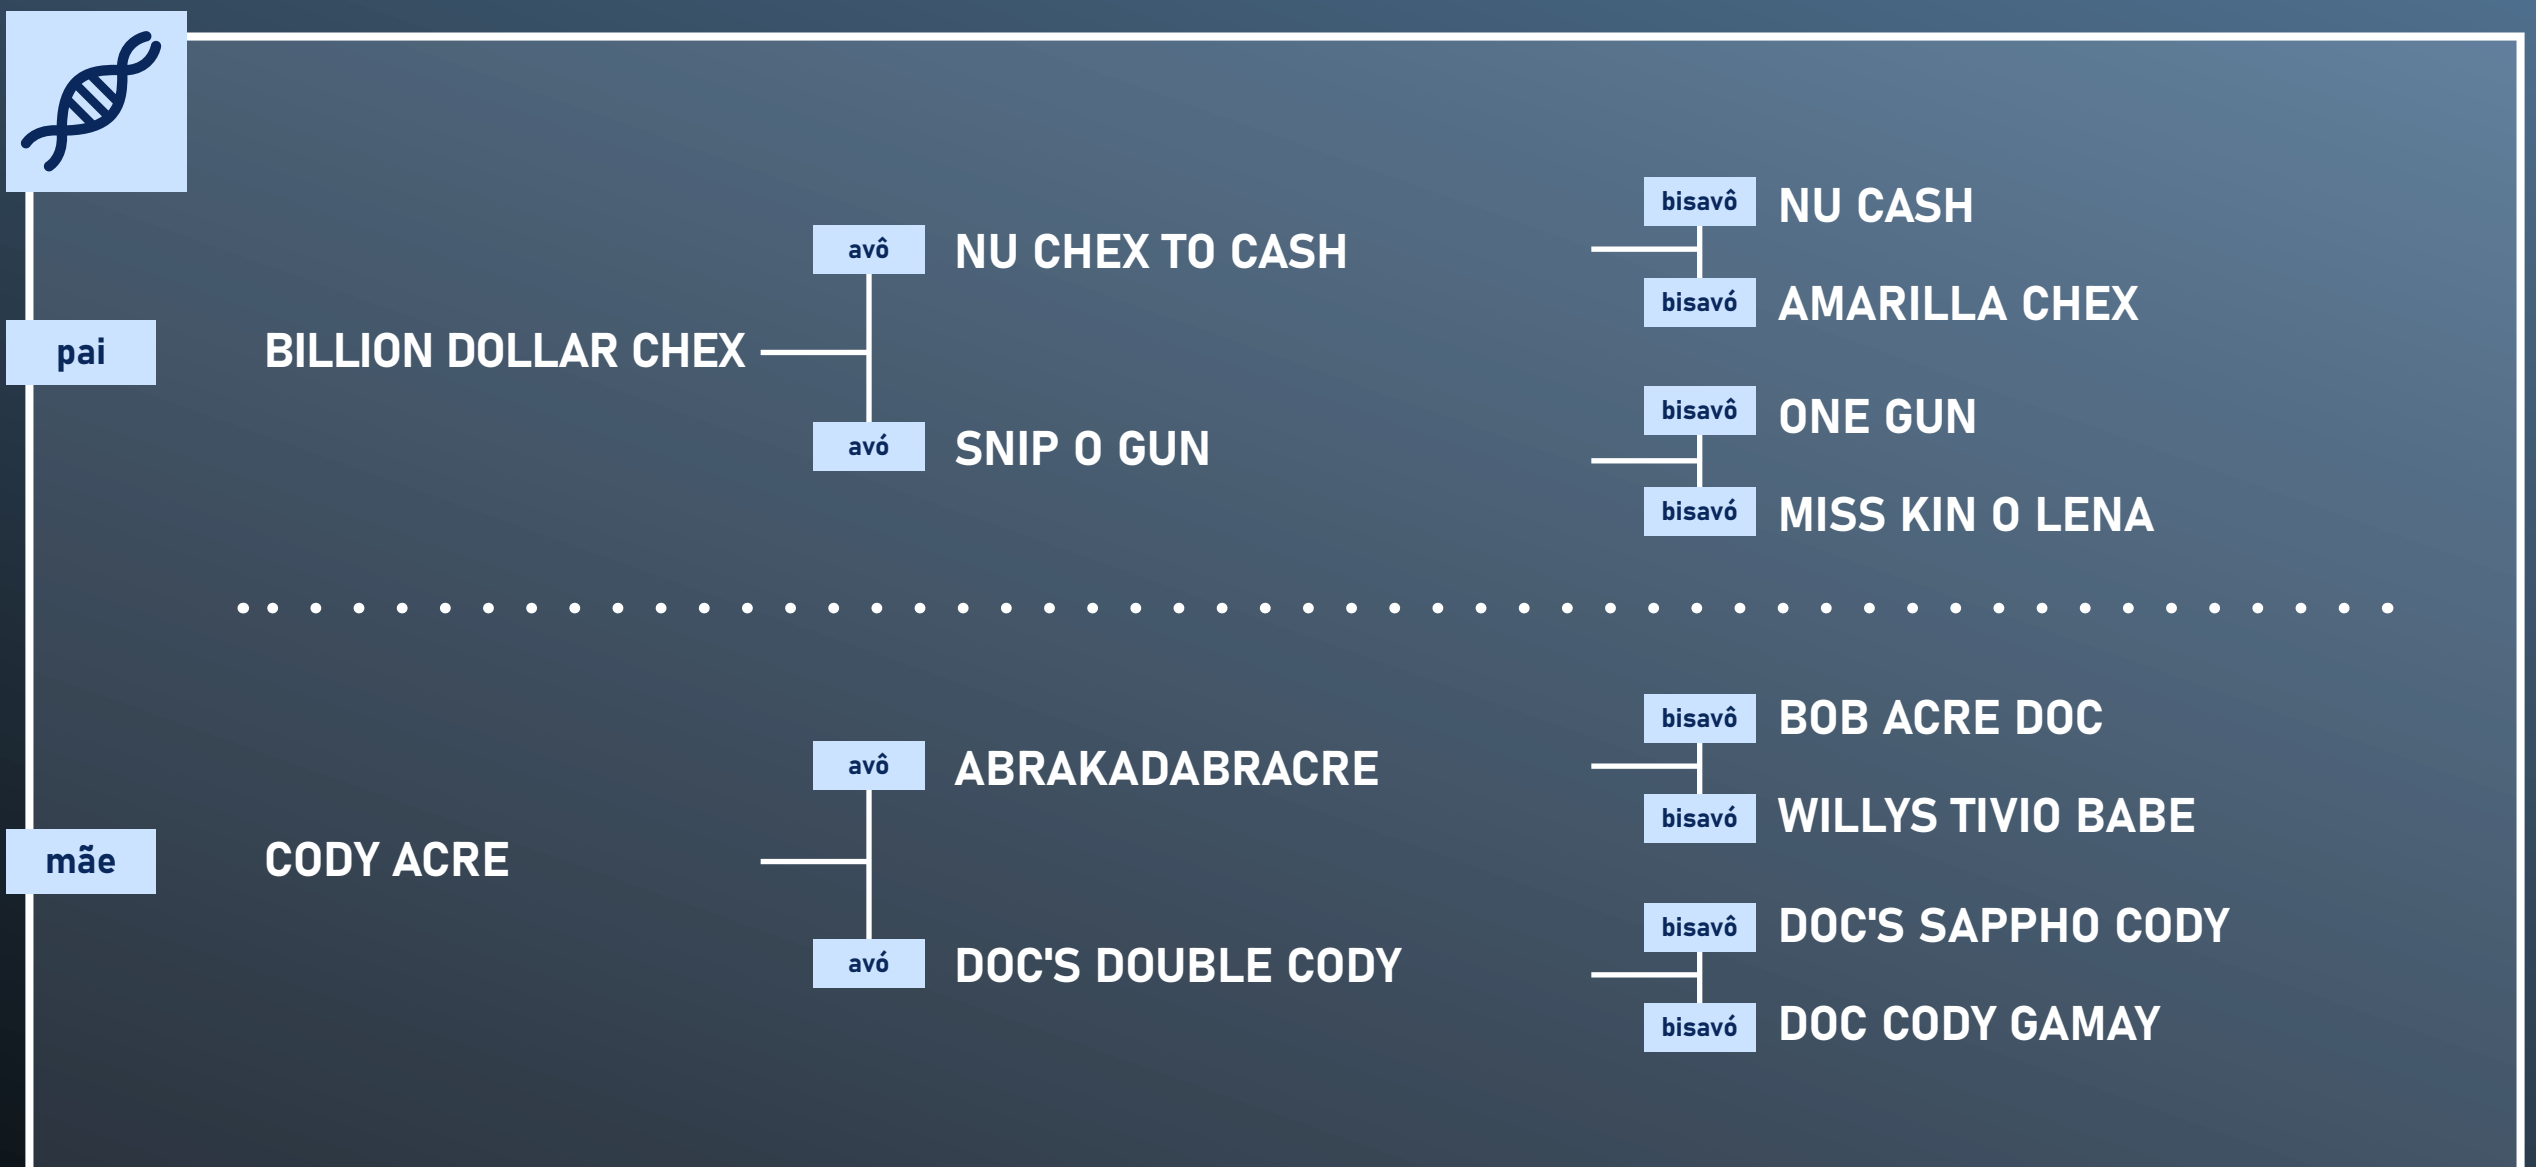 bisavô NU CASH
avô NU CHEX TO CASH
bisavó AMARILLA CHEX
pai BILLION DOLLAR CHEX
bisavô ONE GUN
avó SNIP O GUN
bisavó MISS KIN O LENA
bisavô BOB ACRE DOC
avô ABRAKADABRACRE
bisavó WILLYS TIVIO BABE
mãe CODY ACRE
bisavô DOC'S SAPPHO CODY
avó DOC'S DOUBLE CODY
bisavó DOC CODY GAMAY